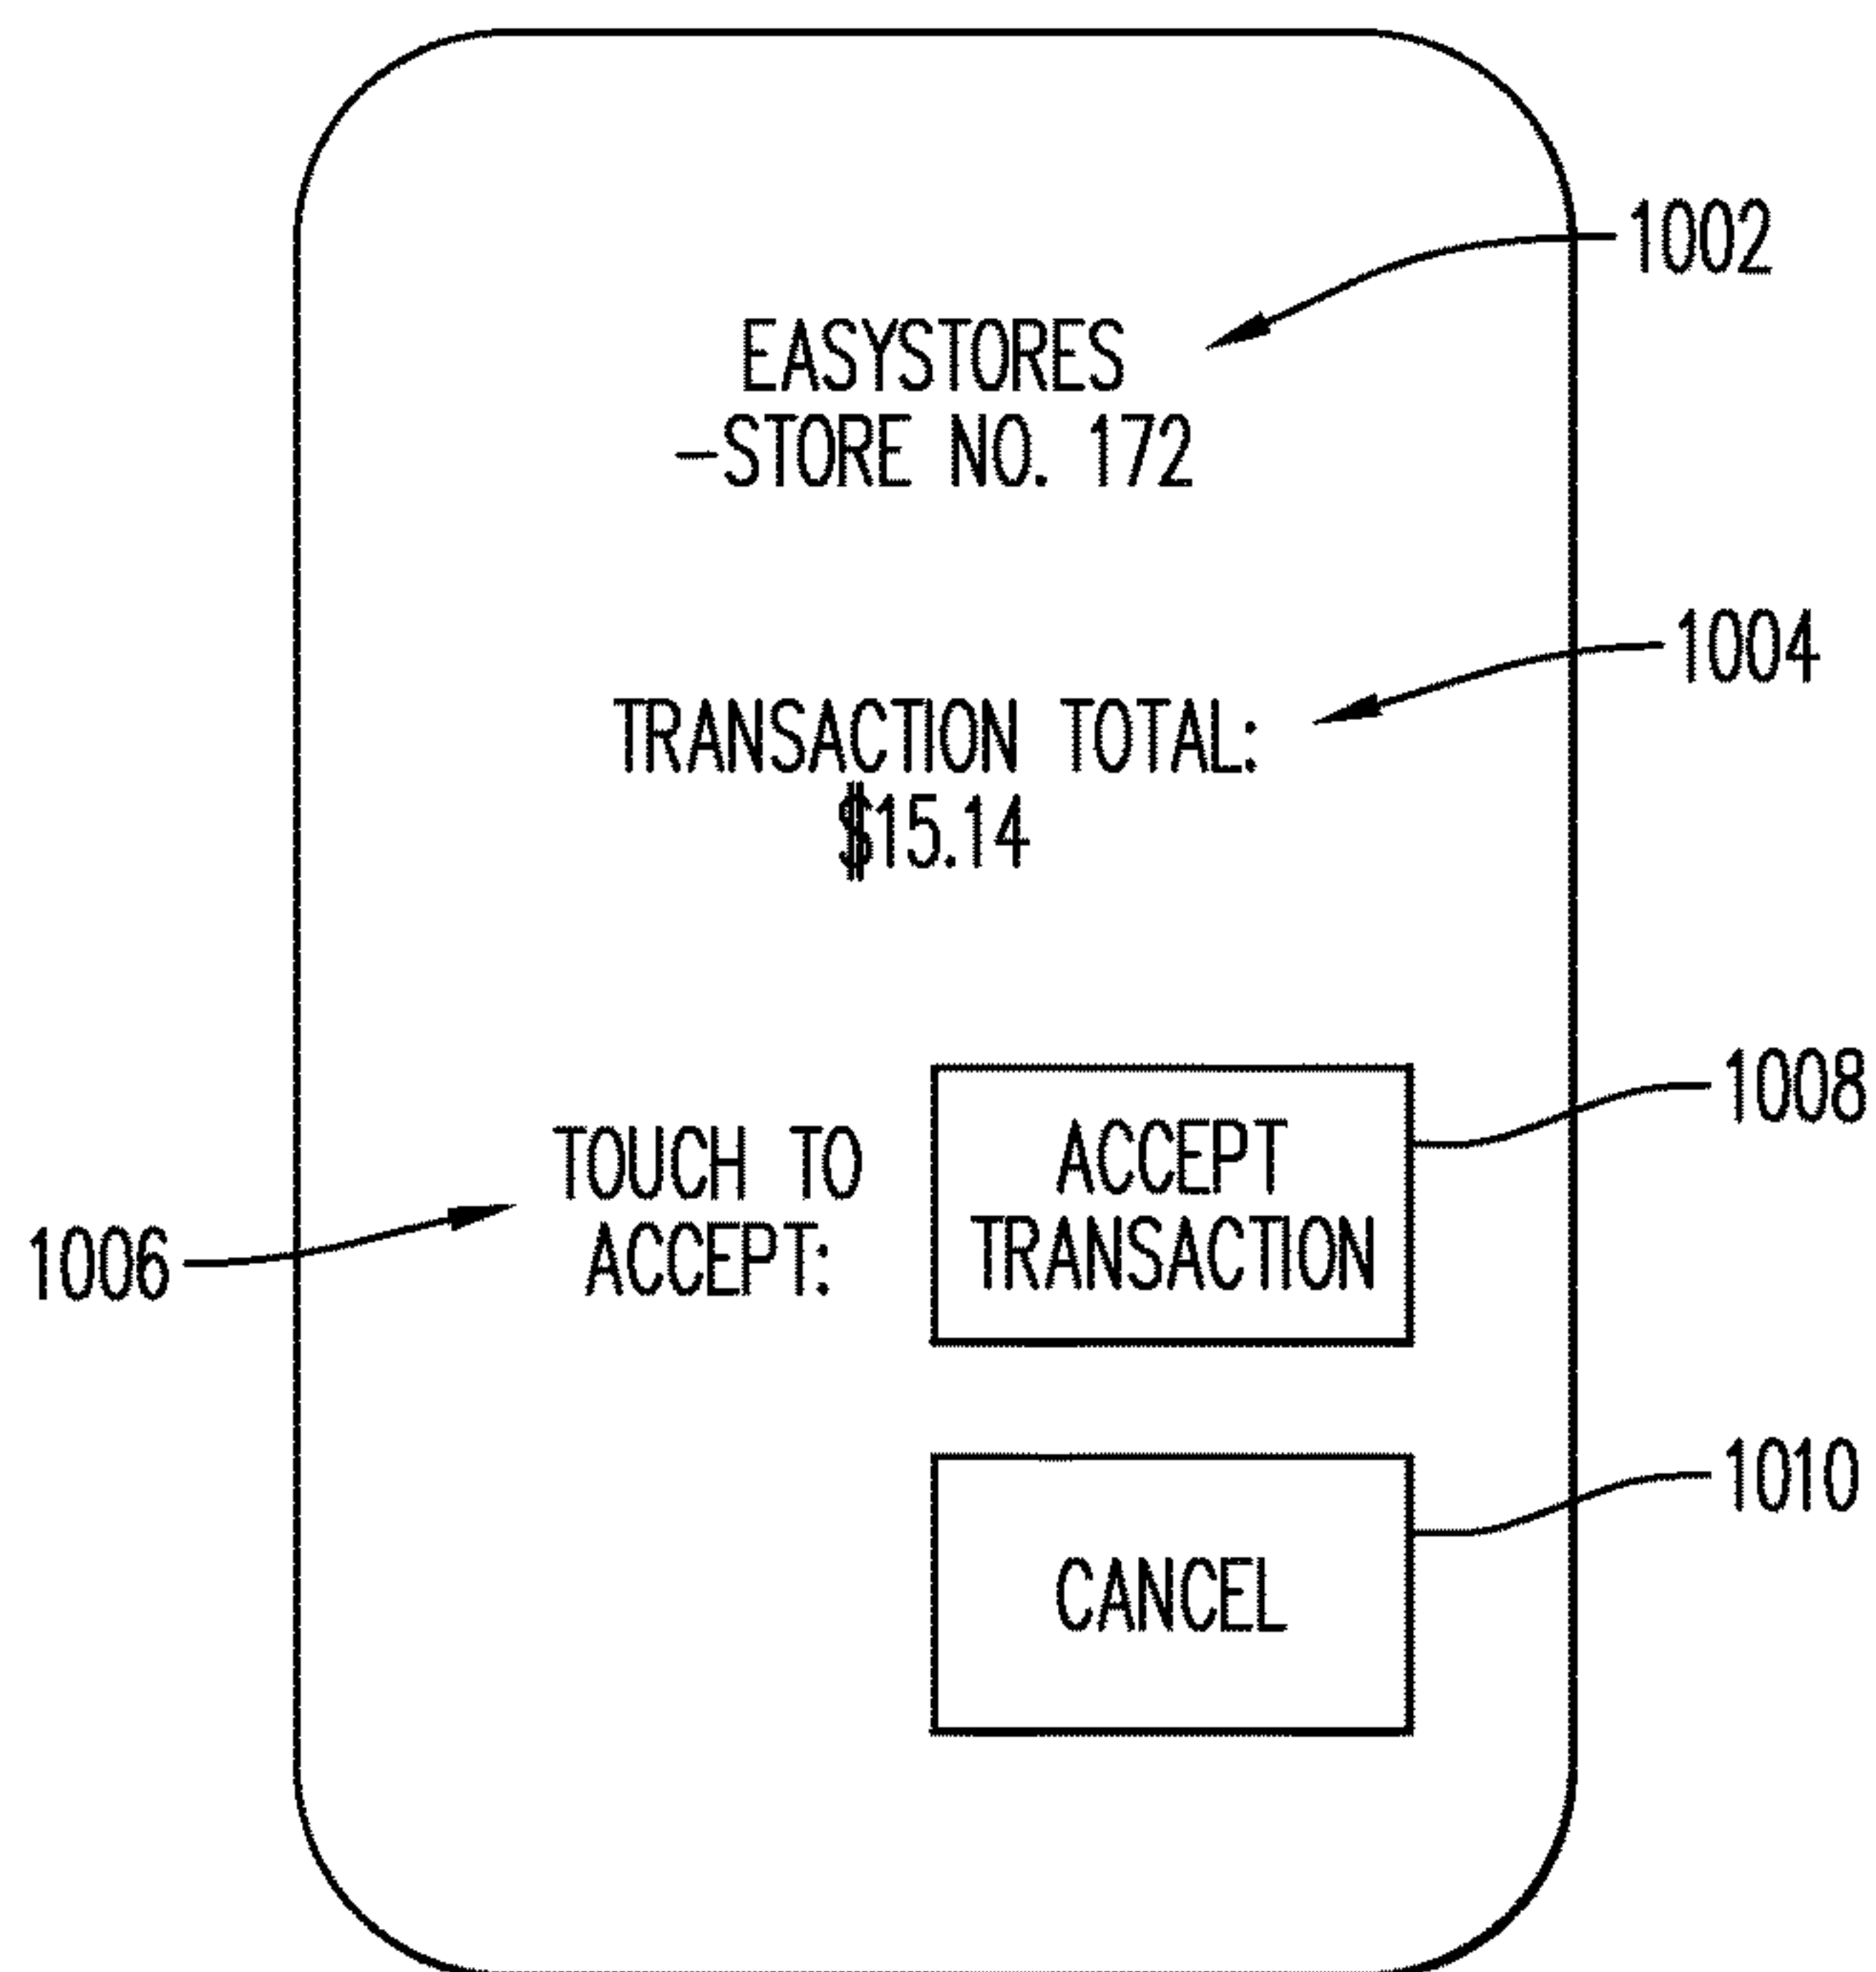 1002
EASYSTORES
-STORE NO. 172
1004
TRANSACTION TOTAL:
$15.14
1008
TOUCH TO
ACCEPT:
ACCEPT
TRANSACTION
1006
1010
CANCEL